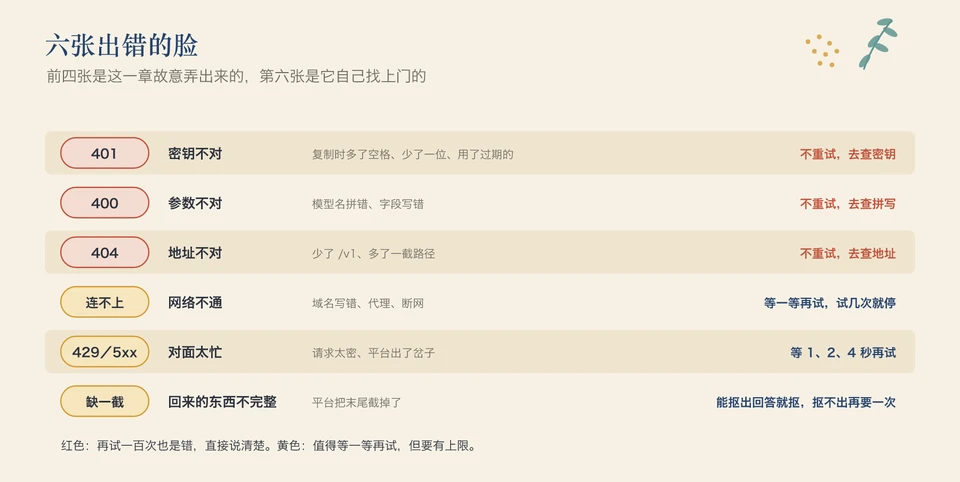 六张出错的脸
前四张是这一章故意弄出来的，第六张是它自己找上门的
401 密钥不对 复制时多了空格、少了一位、用了过期的 不重试，去查密钥
400 参数不对 模型名拼错、字段写错 不重试，去查拼写
404 地址不对 少了 /v1、多了一截路径 不重试，去查地址
连不上 网络不通 域名写错、代理、断网 等一等再试，试几次就停
429／5xx 对面太忙 请求太密、平台出了岔子 等 1、2、4 秒再试
缺一截 回来的东西不完整 平台把末尾截掉了 能抠出回答就抠，抠不出再要一次
红色：再试一百次也是错，直接说清楚。黄色：值得等一等再试，但要有上限。